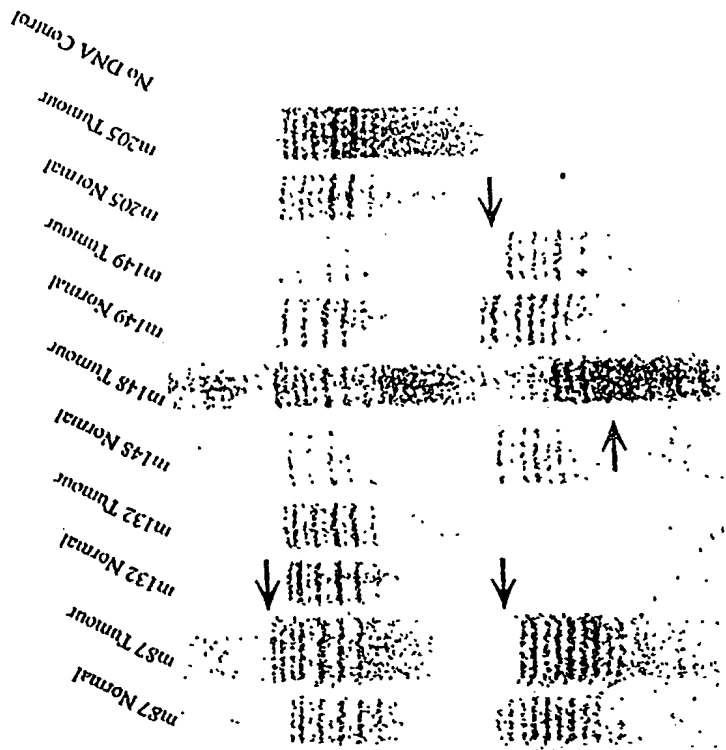 No DNA Control
m205 Tumour
m205 Normal
m149 Tumour
m149 Normal
m148 Tumour
m148 Normal
m132 Tumour
m132 Normal
m87 Tumour
m87 Normal